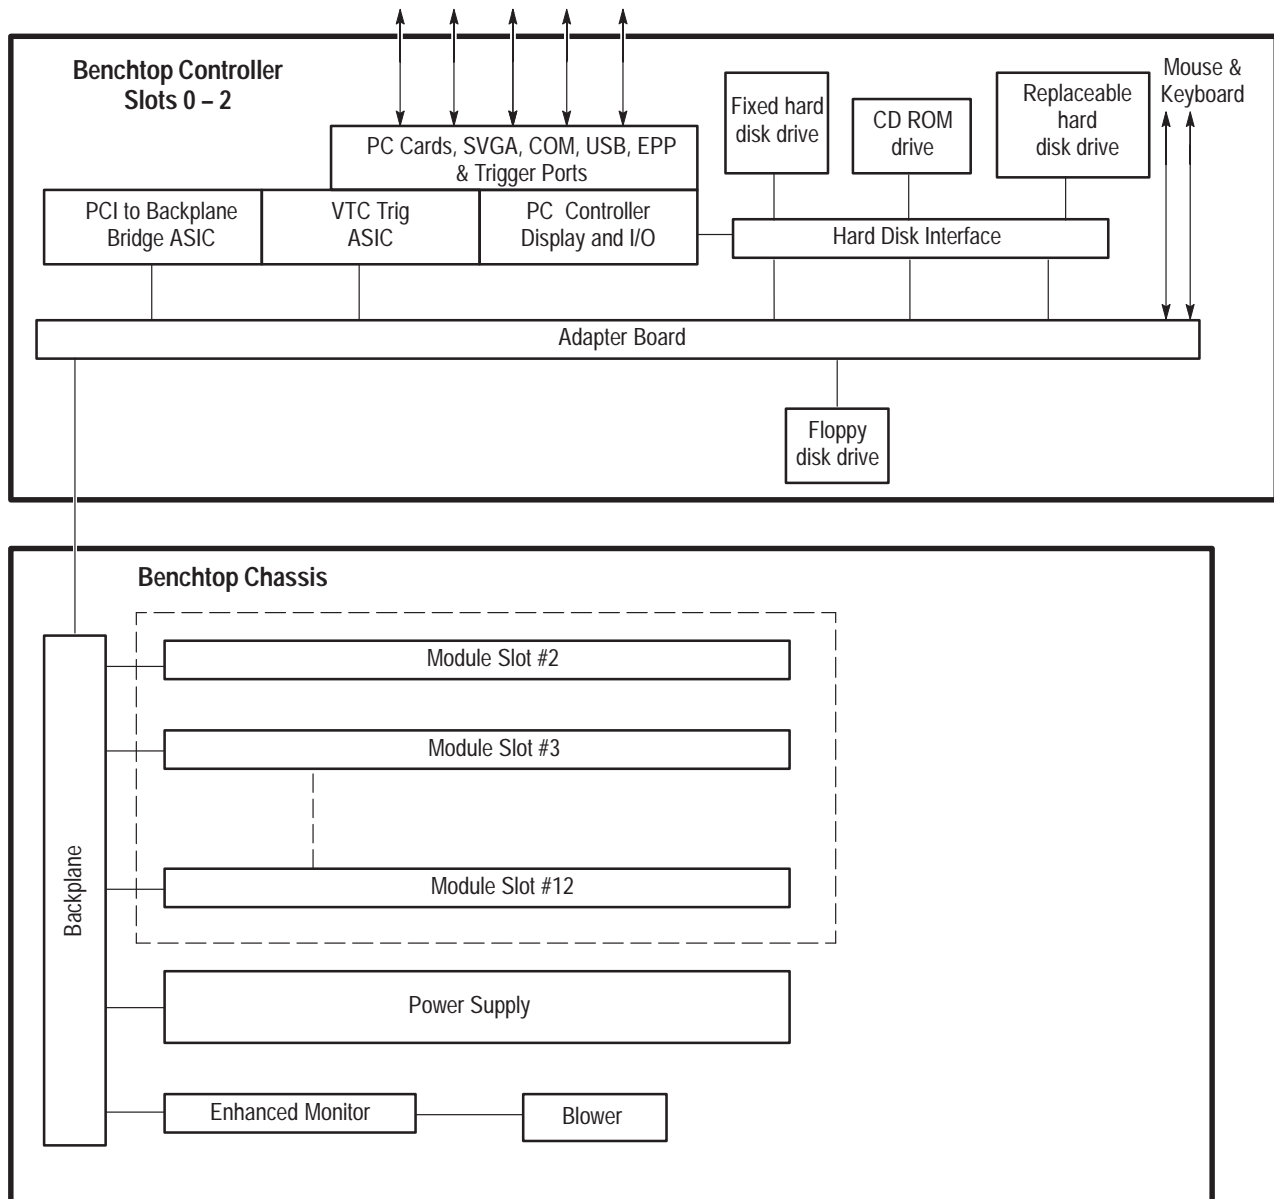 Benchtop Controller
Slots 0 – 2
Mouse &
Keyboard
Fixed hard
disk drive
CD ROM
drive
Replaceable
hard
disk drive
PC Cards, SVGA, COM, USB, EPP
& Trigger Ports
PCI to Backplane
Bridge ASIC
VTC Trig
ASIC
PC Controller
Display and I/O
Hard Disk Interface
Adapter Board
Floppy
disk drive
Benchtop Chassis
Backplane
Module Slot #2
Module Slot #3
Module Slot #12
Power Supply
Enhanced Monitor
Blower